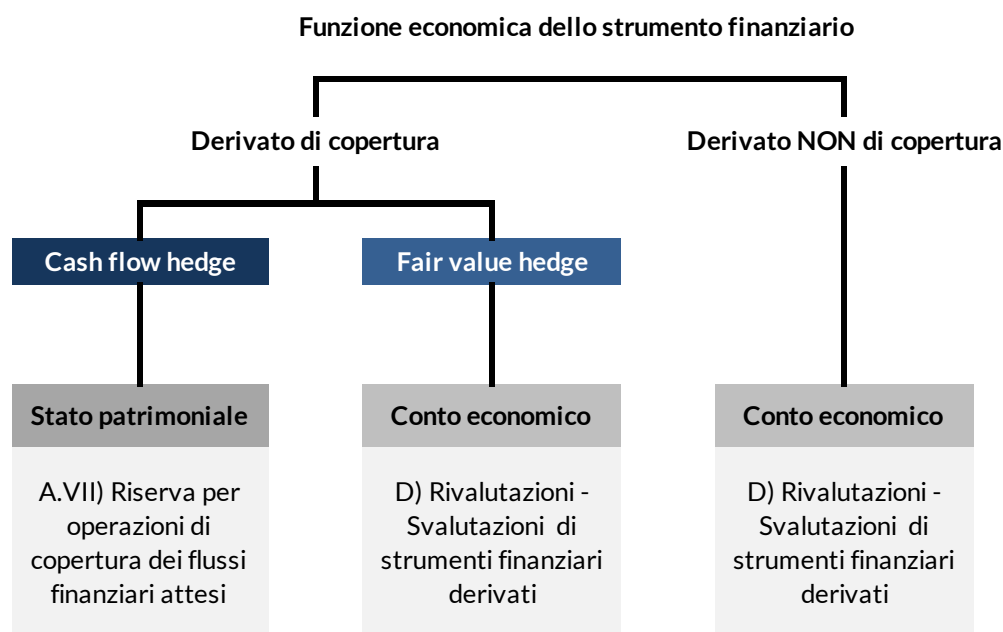 Funzione economica dello strumento finanziario
Derivato di copertura
Derivato NON di copertura
Cash flow hedge
Fair value hedge
Stato patrimoniale
A.VII) Riserva per
operazioni di
copertura dei flussi
finanziari attesi
Conto economico
D) Rivalutazioni -
Svalutazioni di
strumenti finanziari
derivati
Conto economico
D) Rivalutazioni -
Svalutazioni di
strumenti finanziari
derivati